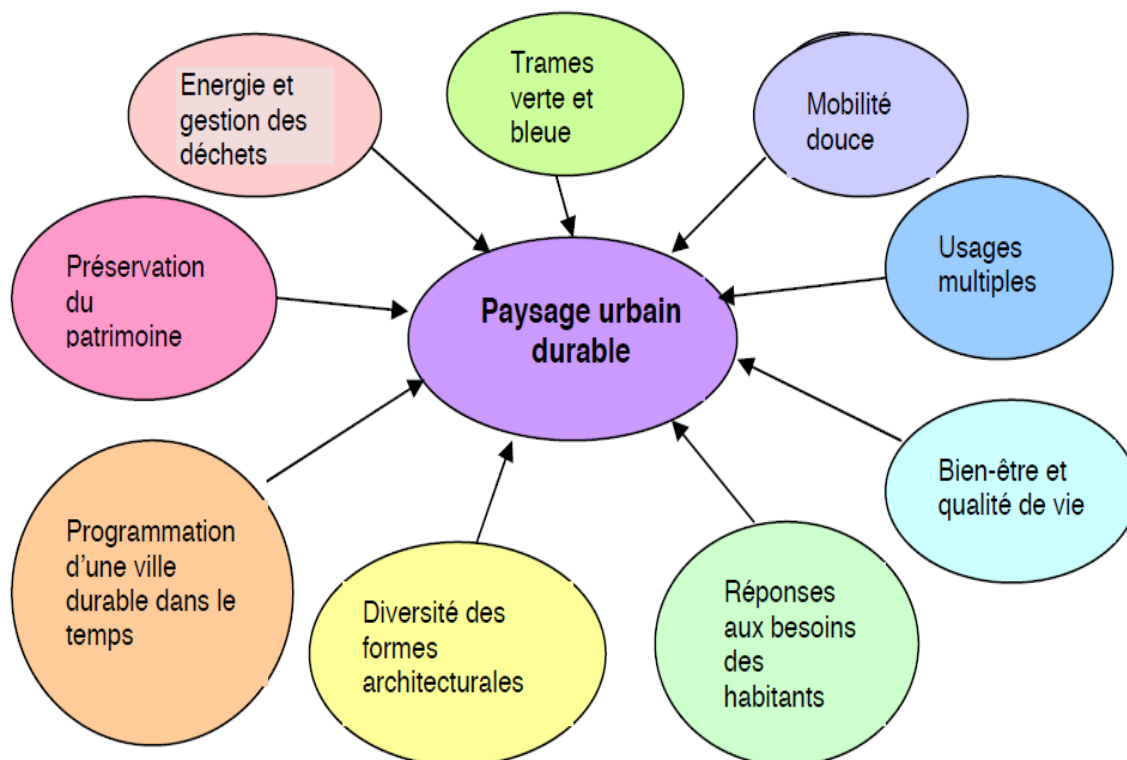 Energie et
gestion des
déchets
Trames
verte et
bleue
Mobilité
douce
Préservation
du
patrimoine
Paysage urbain
durable
Usages
multiples
Programmation
d'une ville
durable dans le
temps
Diversité des
formes
architecturales
Réponses
aux besoins
des
habitants
Bien-être et
qualité de vie